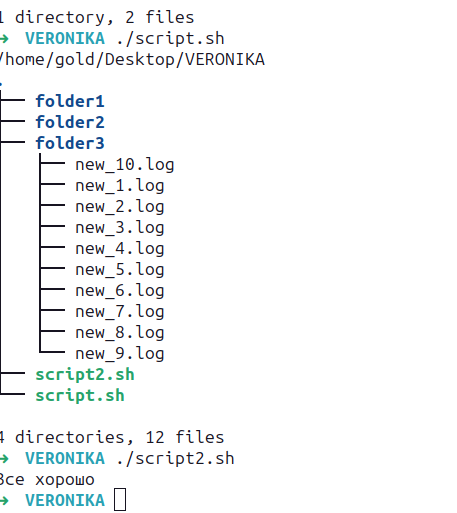 1 directory, 2 files
➜ VERONIKA ./script.sh
/home/gold/Desktop/VERONIKA
.
├── folder1
├── folder2
├── folder3
│   ├── new_10.log
│   ├── new_1.log
│   ├── new_2.log
│   ├── new_3.log
│   ├── new_4.log
│   ├── new_5.log
│   ├── new_6.log
│   ├── new_7.log
│   ├── new_8.log
│   └── new_9.log
├── script2.sh
└── script.sh
4 directories, 12 files
➜ VERONIKA ./script2.sh
Все хорошо
➜ VERONIKA